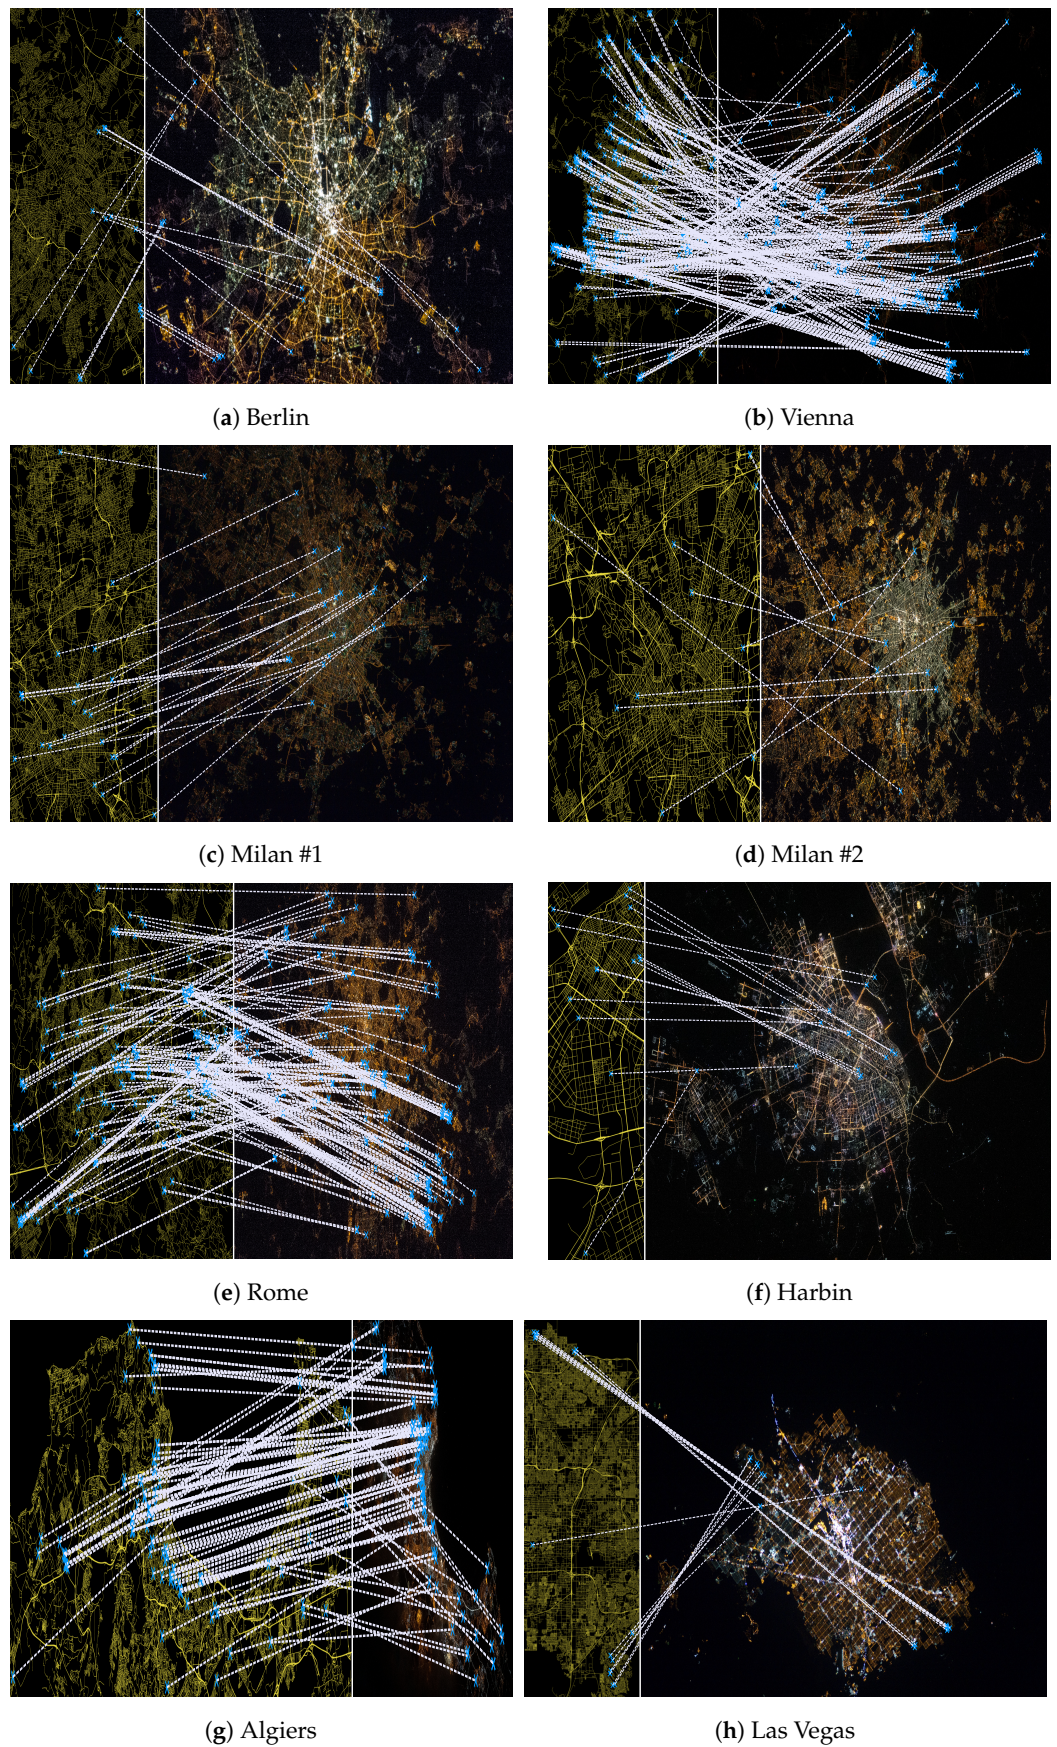 (a) Berlin
(b) Vienna
(c) Milan #1
(d) Milan #2
(e) Rome
(f) Harbin
(g) Algiers
(h) Las Vegas